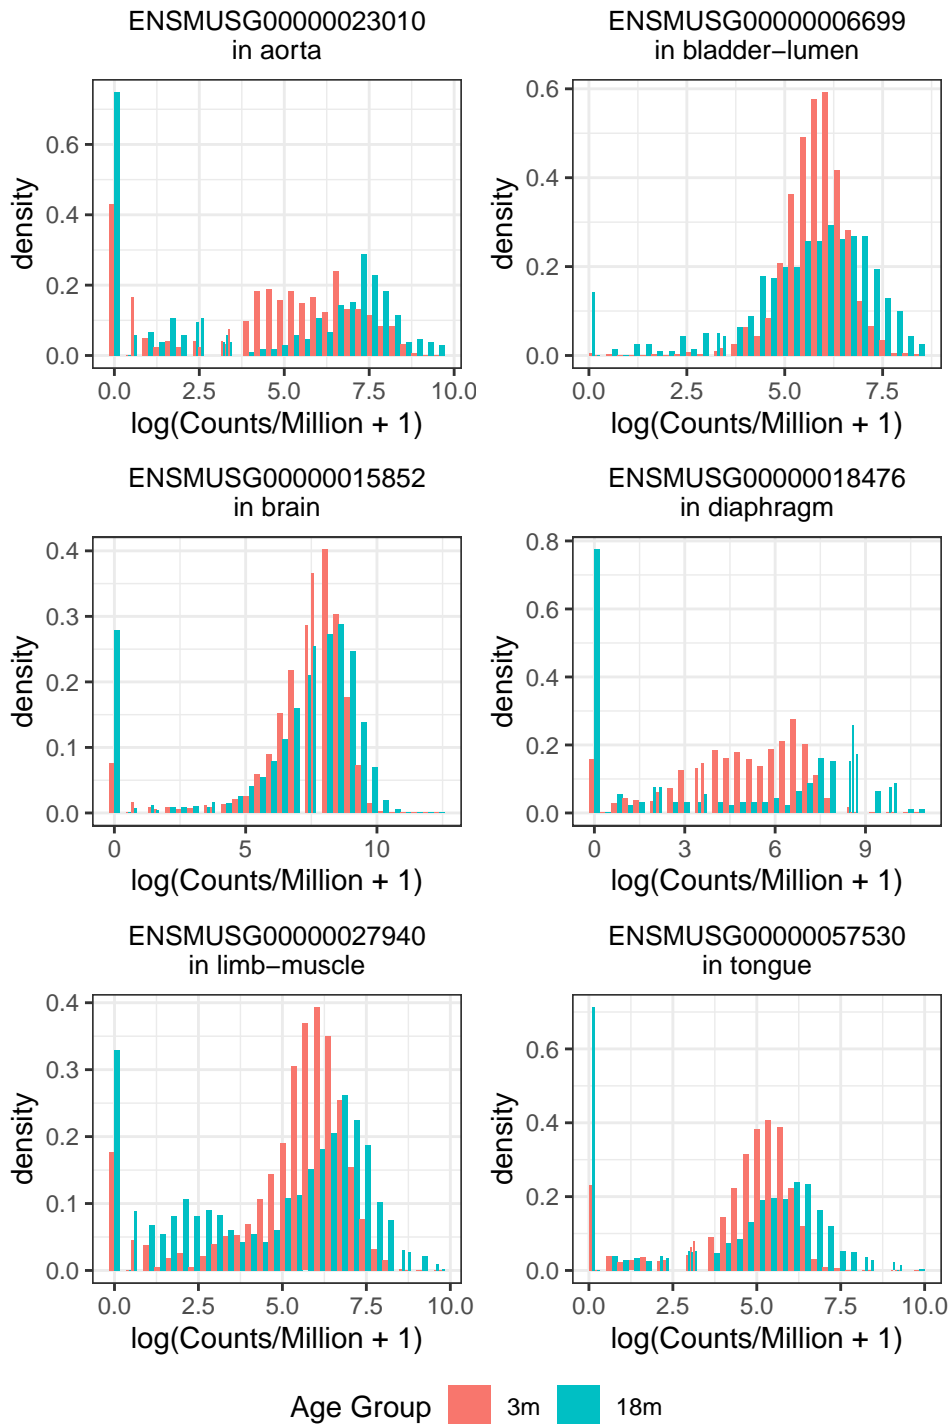 ENSMUSG00000023010
in aorta
density
0.6
0.4
0.2
0.0
0.0 2.5 5.0 7.5 10.0
log(Counts/Million + 1)
ENSMUSG00000006699
in bladder−lumen
density
0.6
0.4
0.2
0.0
0.0 2.5 5.0 7.5
log(Counts/Million + 1)
ENSMUSG00000015852
in brain
density
0.4
0.3
0.2
0.1
0.0
0 5 10
log(Counts/Million + 1)
ENSMUSG00000018476
in diaphragm
density
0.8
0.6
0.4
0.2
0.0
0 3 6 9
log(Counts/Million + 1)
ENSMUSG00000027940
in limb−muscle
density
0.4
0.3
0.2
0.1
0.0
0.0 2.5 5.0 7.5 10.0
log(Counts/Million + 1)
ENSMUSG00000057530
in tongue
density
0.6
0.4
0.2
0.0
0.0 2.5 5.0 7.5 10.0
log(Counts/Million + 1)
Age Group 3m 18m